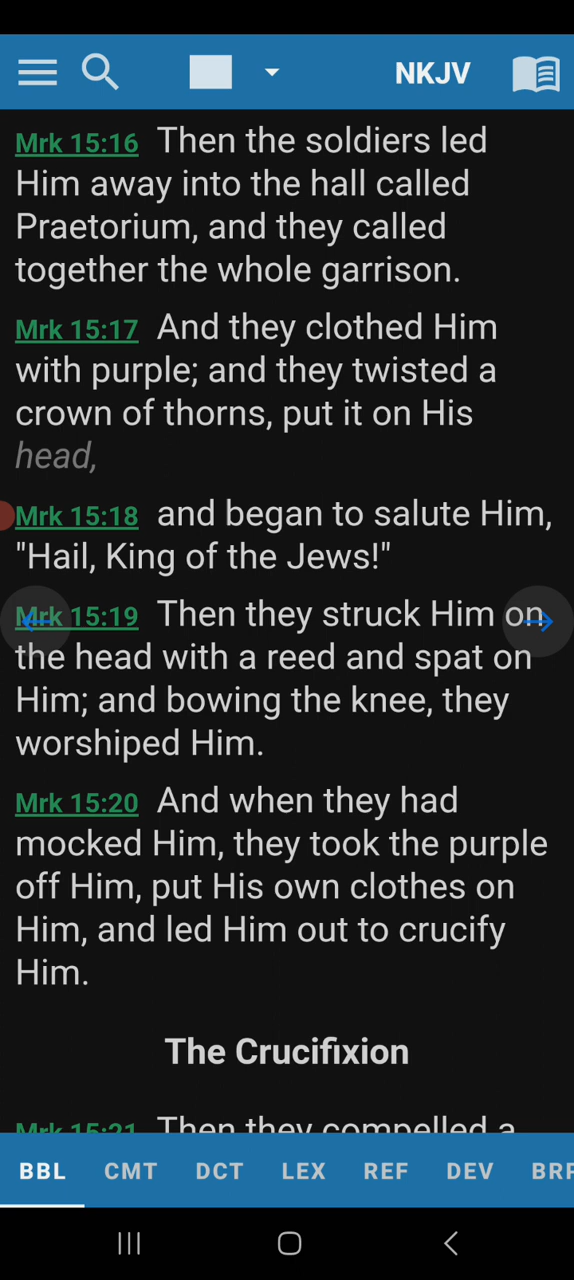 NKJV
Mrk 15:16 Then the soldiers led
Him away into the hall called
Praetorium, and they called
together the whole garrison.
Mrk 15:17 And they clothed Him
with purple; and they twisted a
crown of thorns, put it on His
head,
Mrk 15:18 and began to salute Him,
"Hail, King of the Jews!"
Mrk 15:19 Then they struck Him on
the head with a reed and spat on
Him; and bowing the knee, they
worshiped Him.
Mrk 15:20 And when they had
mocked Him, they took the purple
off Him, put His own clothes on
Him, and led Him out to crucify
Him.
The Crucifixion
Mrk 15:21 Then they compelled a
BBL CMT DCT LEX REF DEV BRP